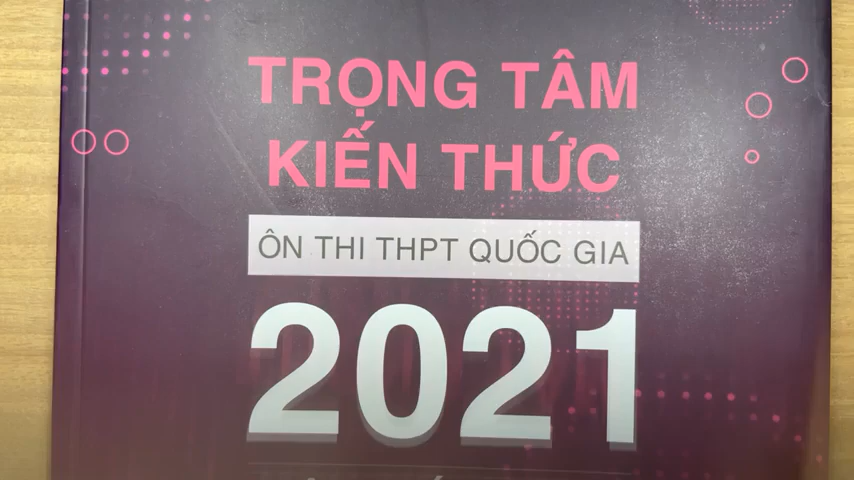 TRỌNG TÂM
KIẾN THỨC
ÔN THI THPT QUỐC GIA
2021